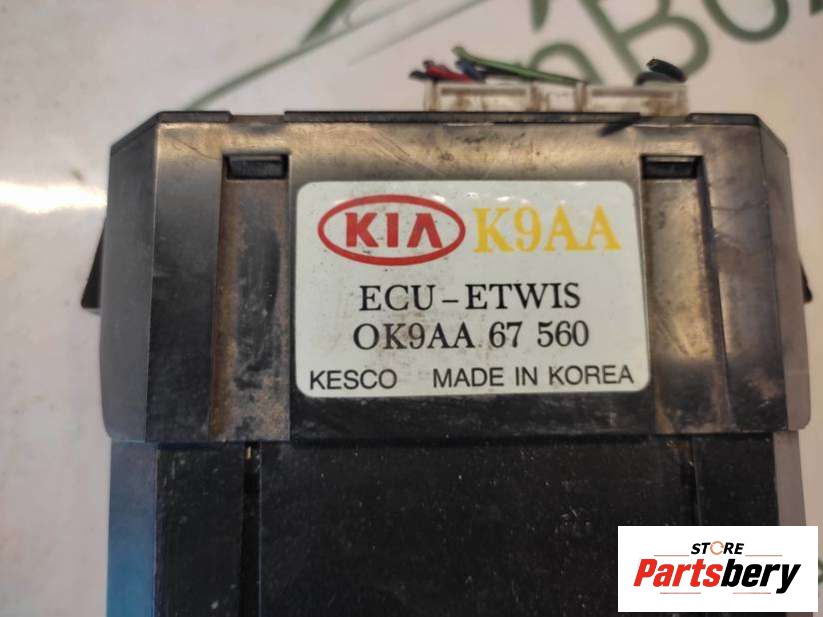 KIA K9AA
ECU-ETWIS
OK9AA 67 560
KESCO MADE IN KOREA
STORE
Partsbery